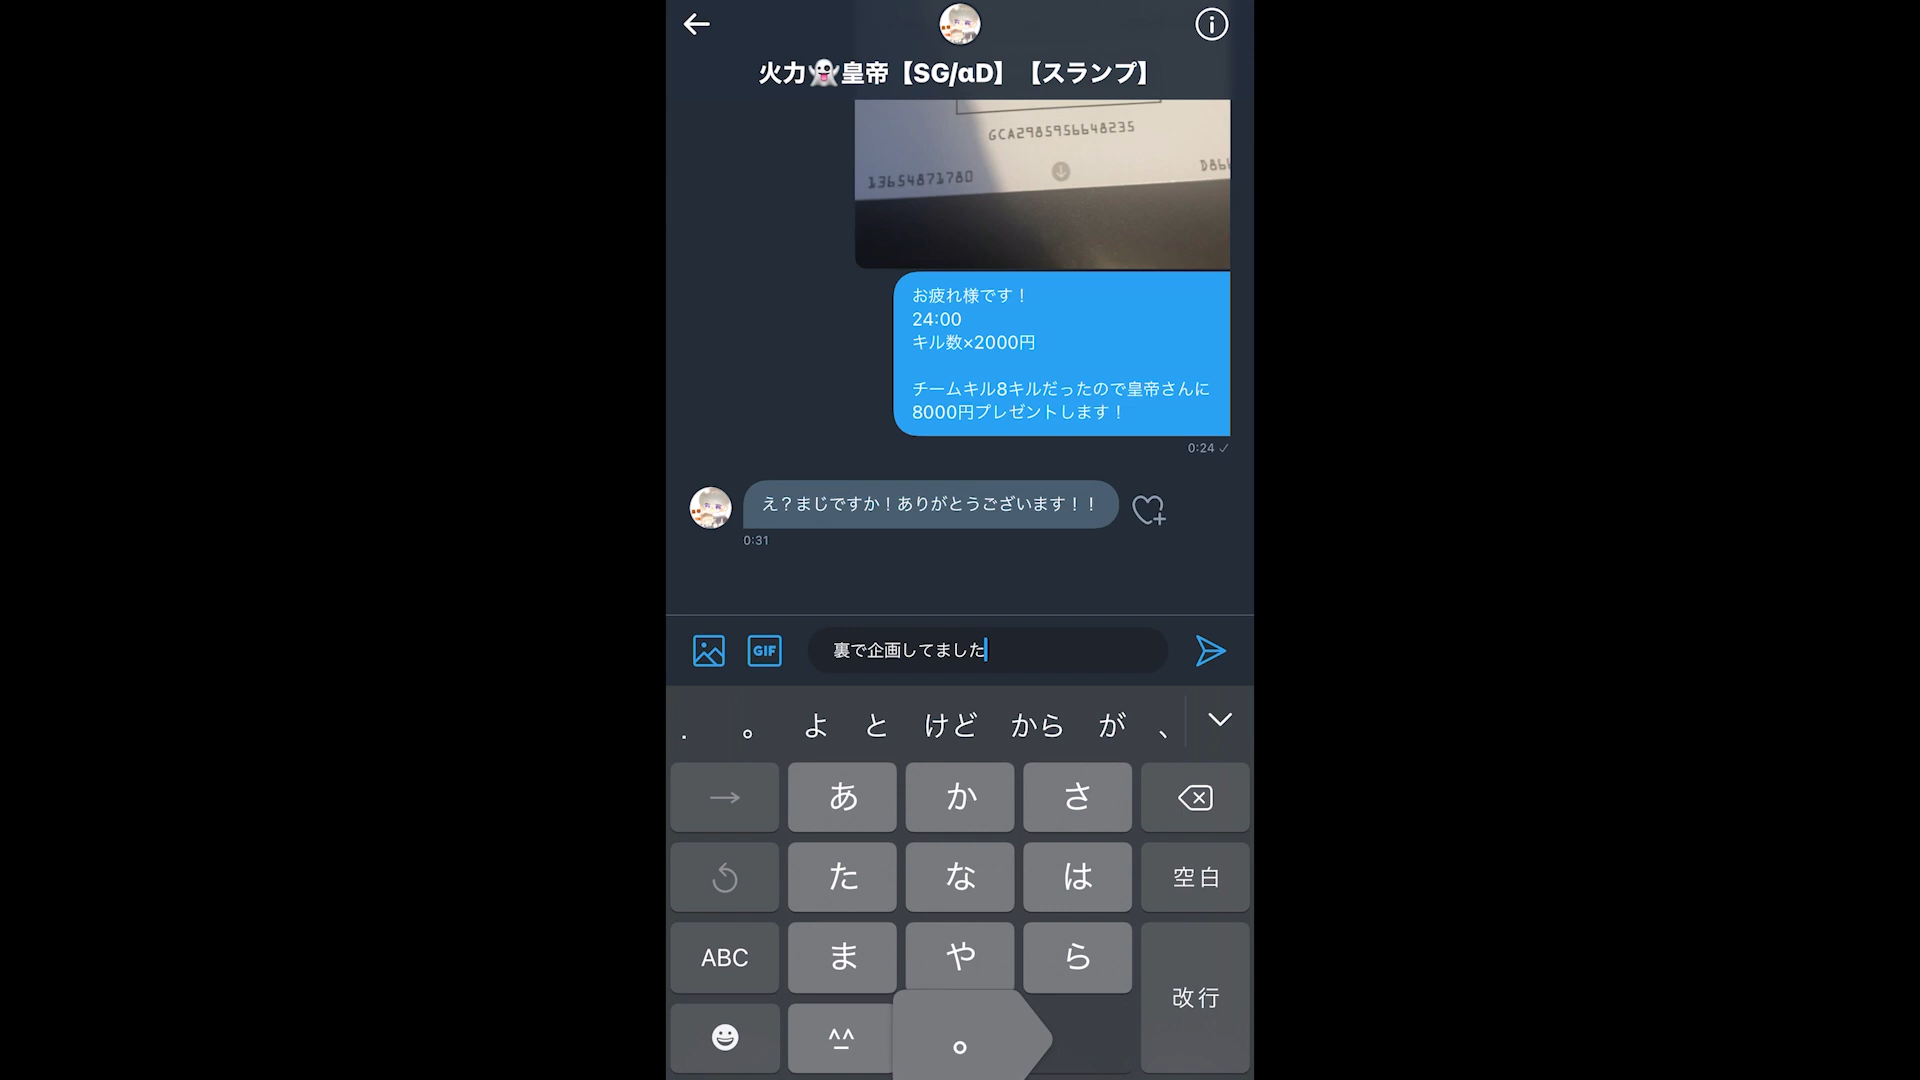 火力👻皇帝【SG/αD】【スランプ】
GCA2985956648235
13654871780
お疲れ様です！
24:00
キル数×2000円
チームキル8キルだったので皇帝さんに
8000円プレゼントします！
0:24
え？まじですか！ありがとうございます！！
0:31
GIF
裏で企画してました
. 。 よ と けど から が 、
→ あ か さ
た な は 空白
ABC ま や ら
改行
^_^ 。